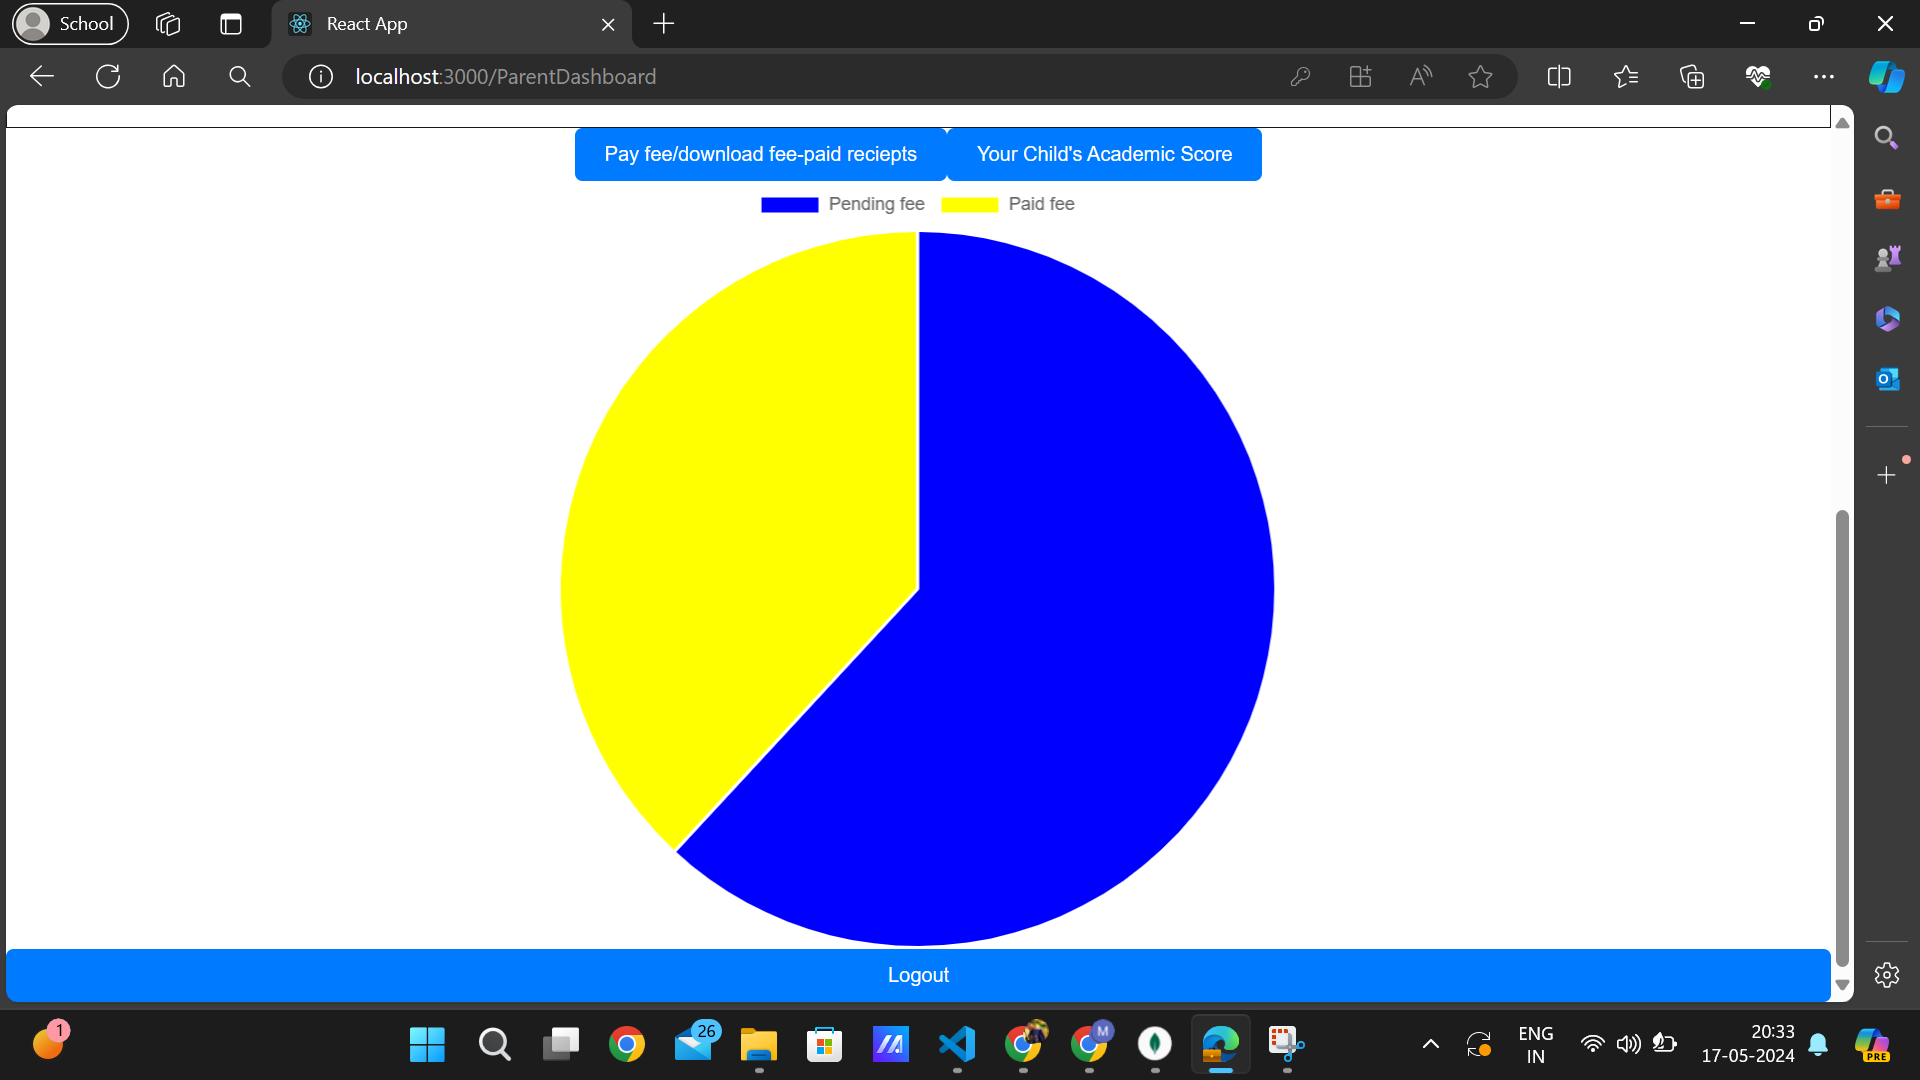 School
React App
localhost:3000/ParentDashboard
Pay fee/download fee-paid reciepts
Your Child's Academic Score
Pending fee
Paid fee
Logout
1
26
M
ENG
IN
20:33
17-05-2024
PRE